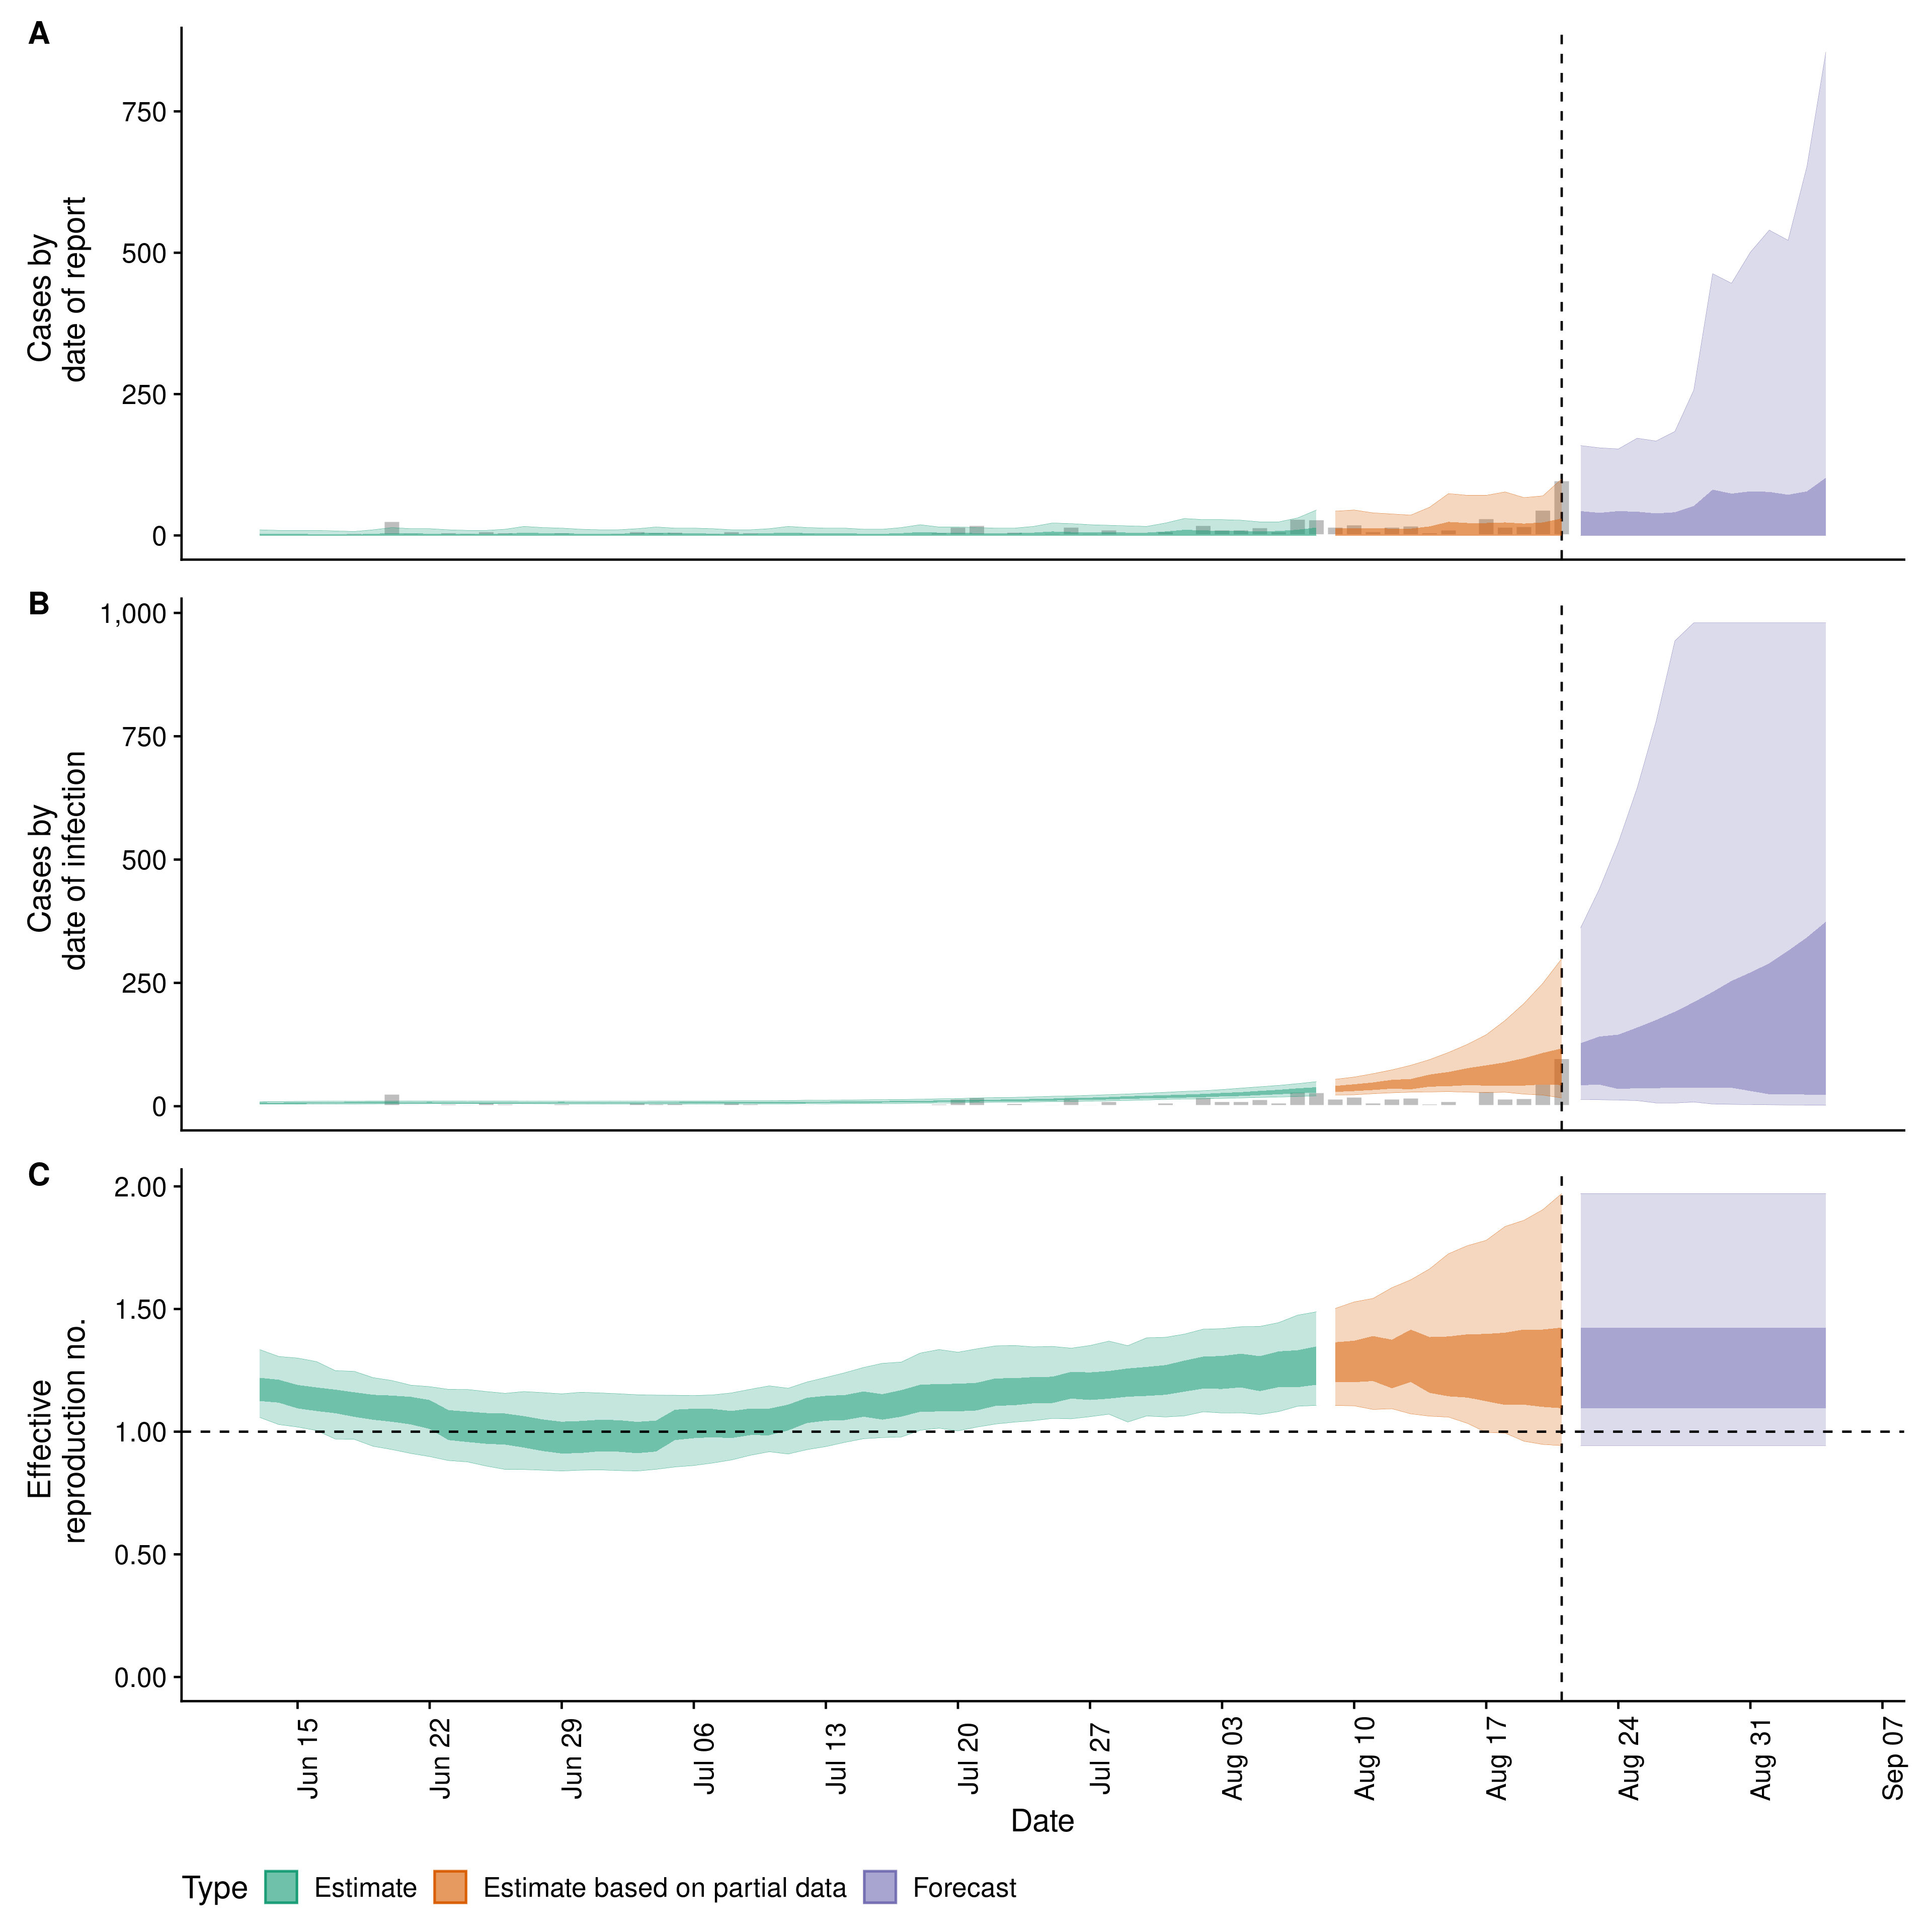 A
Cases by
date of report
750
500
250
0
B
Cases by
date of infection
1,000
750
500
250
0
C
Effective
reproduction no.
2.00
1.50
1.00
0.50
0.00
Jun 15
Jun 22
Jun 29
Jul 06
Jul 13
Jul 20
Jul 27
Aug 03
Aug 10
Aug 17
Aug 24
Aug 31
Sep 07
Date
Type Estimate Estimate based on partial data Forecast